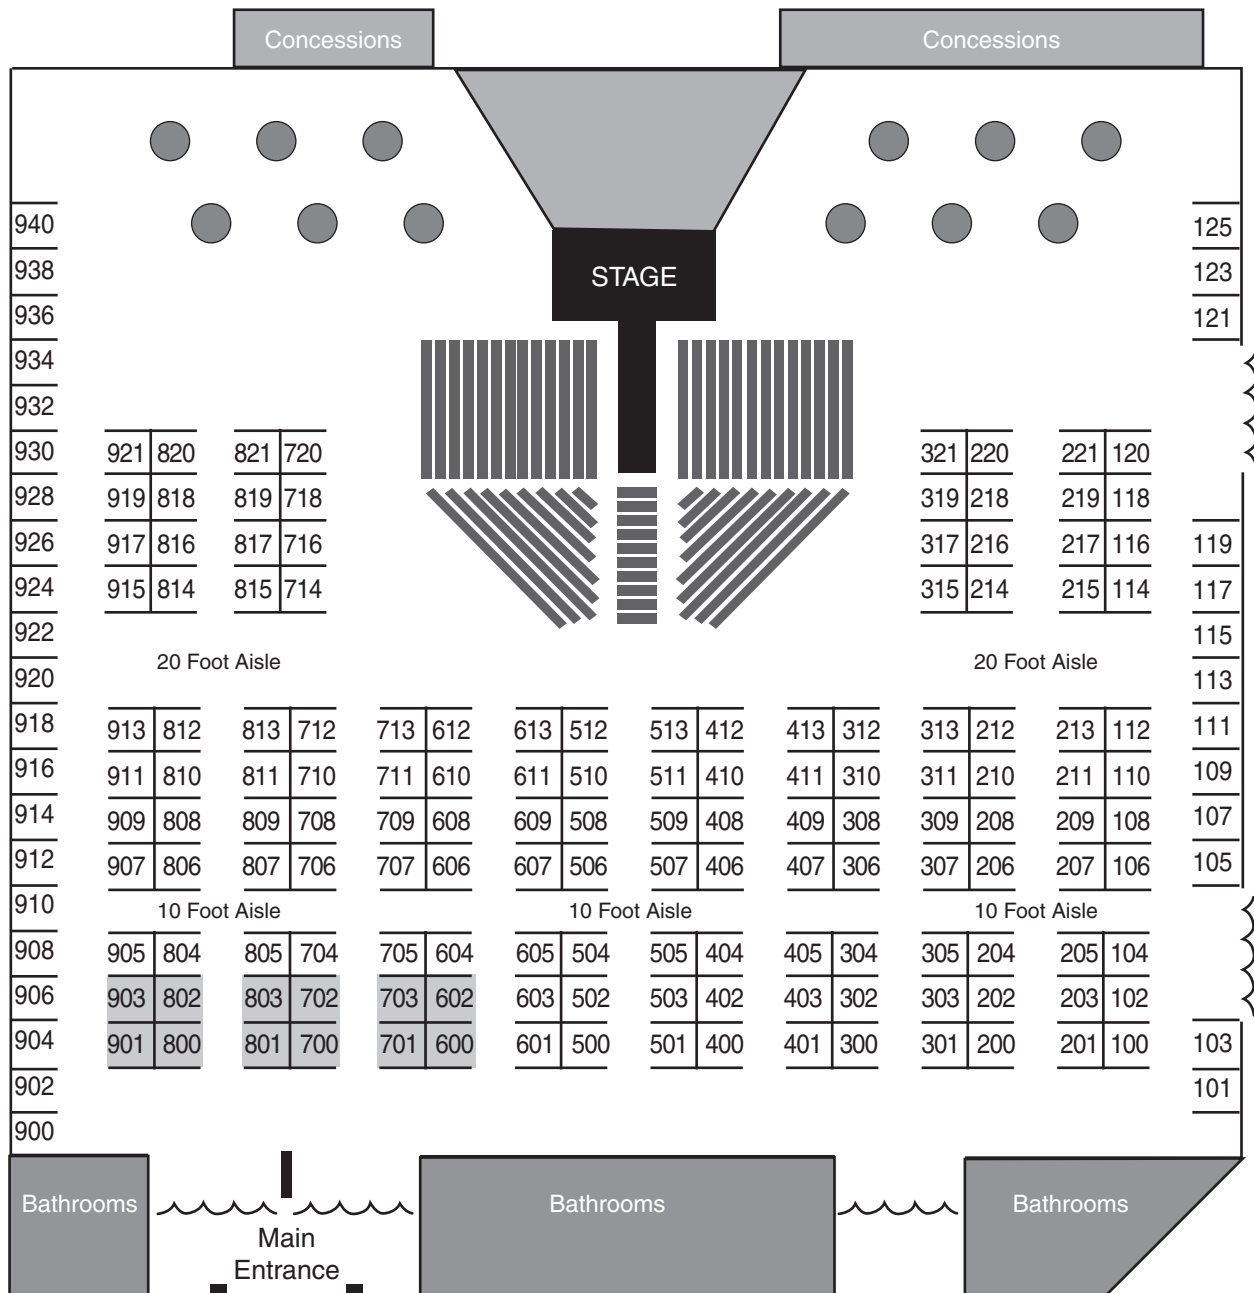 Concessions Concessions
940 125
STAGE
938 123
936 121
934
932
930 921 820 821 720 321 220 221 120
928 919 818 819 718 319 218 219 118
926 917 816 817 716 317 216 217 116 119
924 915 814 815 714 315 214 215 114 117
922 115
20 Foot Aisle 20 Foot Aisle
920 113
918 913 812 813 712 713 612 613 512 513 412 413 312 313 212 213 112 111
916 911 810 811 710 711 610 611 510 511 410 411 310 311 210 211 110 109
914 909 808 809 708 709 608 609 508 509 408 409 308 309 208 209 108 107
912 907 806 807 706 707 606 607 506 507 406 407 306 307 206 207 106 105
910 10 Foot Aisle 10 Foot Aisle 10 Foot Aisle
908 905 804 805 704 705 604 605 504 505 404 405 304 305 204 205 104
906 903 802 803 702 703 602 603 502 503 402 403 302 303 202 203 102
904 901 800 801 700 701 600 601 500 501 400 401 300 301 200 201 100 103
902 101
900
Bathrooms Bathrooms Bathrooms
Main
Entrance